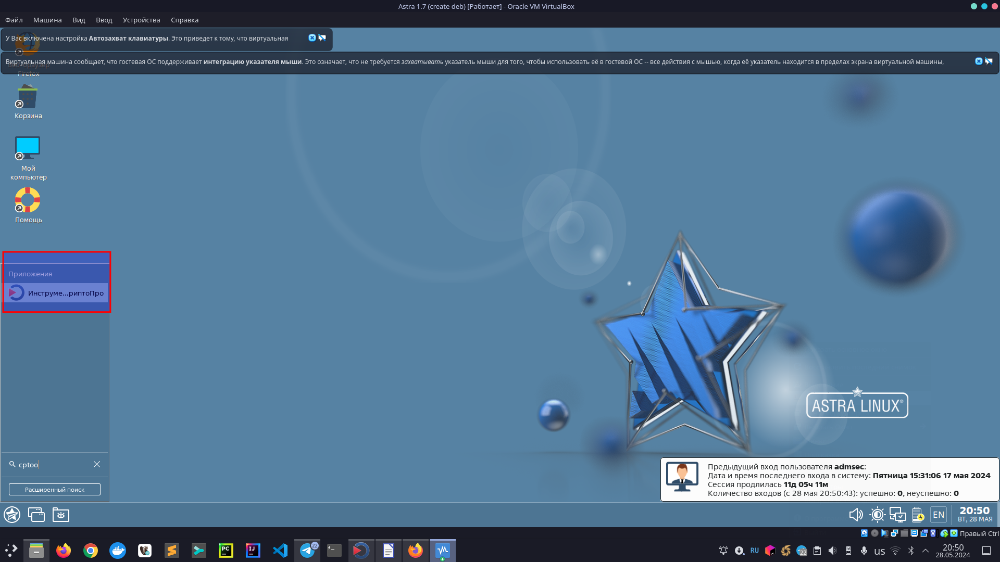 Astra 1.7 (create deb) [Работает] - Oracle VM VirtualBox
Файл Машина Вид Ввод Устройства Справка
У Вас включена настройка Автозахват клавиатуры. Это приведет к тому, что виртуальная
Виртуальная машина сообщает, что гостевая ОС поддерживает интеграцию указателя мыши. Это означает, что не требуется захватывать указатель мыши для того, чтобы использовать её в гостевой ОС -- все действия с мышью, когда её указатель находится в пределах экрана виртуальной машины,
Веб-браузер
Firefox
Корзина
Мой
компьютер
Помощь
Приложения
Инструме...риптоПро
cptoo
Расширенный поиск
ASTRA LINUX®
Предыдущий вход пользователя admsec:
Дата и время последнего входа в систему: Пятница 15:31:06 17 мая 2024
Сессия продлилась 11д 05ч 11м
Количество входов (с 28 мая 20:50:43): успешно: 0, неуспешно: 0
EN
20:50
ВТ, 28 МАЯ
Правый Ctrl
PC
IJ
22
RU
22
us
20:50
28.05.2024